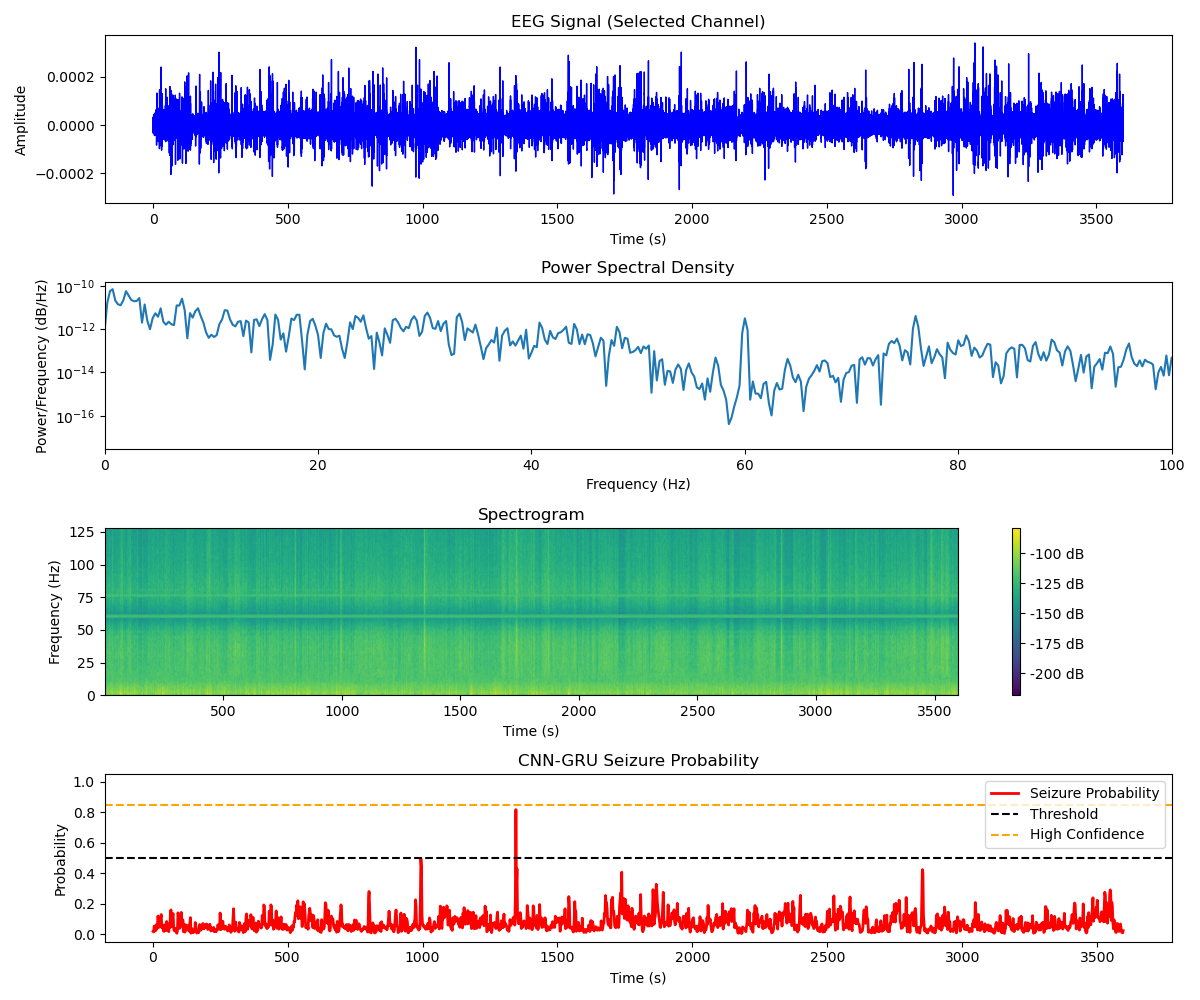 EEG Signal (Selected Channel)
Amplitude
0.0002
0.0000
−0.0002
0 500 1000 1500 2000 2500 3000 3500
Time (s)
Power Spectral Density
Power/Frequency (dB/Hz)
10⁻¹⁰
10⁻¹²
10⁻¹⁴
10⁻¹⁶
0 20 40 60 80 100
Frequency (Hz)
Spectrogram
Frequency (Hz)
125
100
75
50
25
0
500 1000 1500 2000 2500 3000 3500
Time (s)
-100 dB
-125 dB
-150 dB
-175 dB
-200 dB
CNN-GRU Seizure Probability
Probability
1.0
0.8
0.6
0.4
0.2
0.0
Seizure Probability
Threshold
High Confidence
0 500 1000 1500 2000 2500 3000 3500
Time (s)